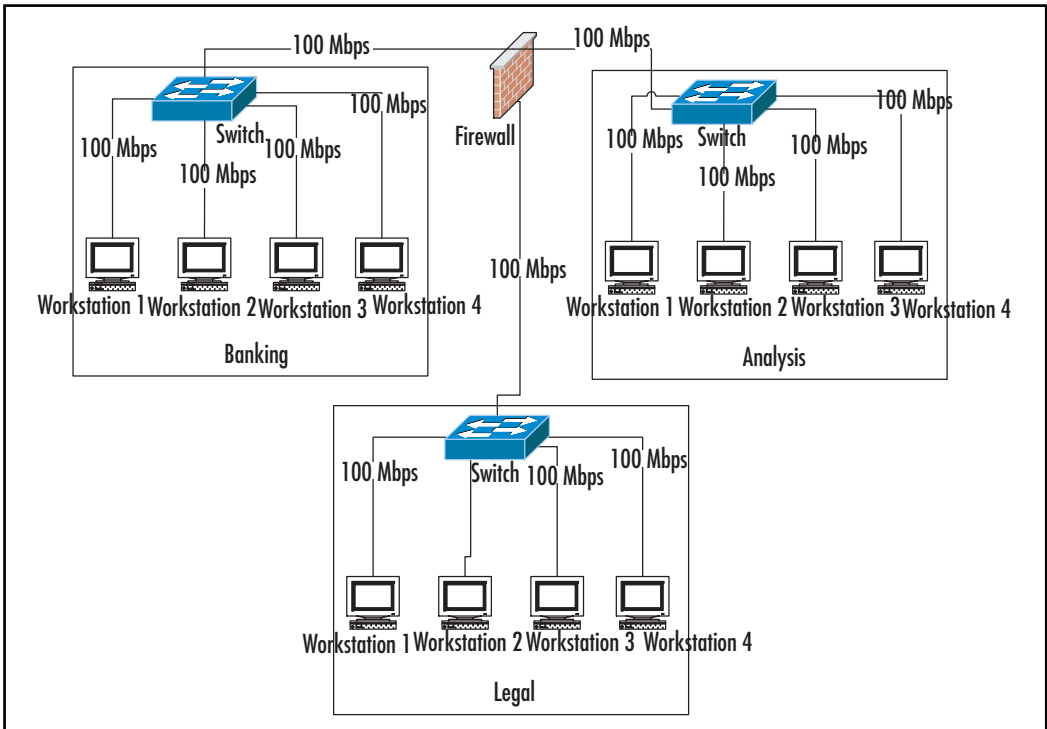 100 Mbps
100 Mbps
Firewall
100 Mbps
Switch
100 Mbps
100 Mbps
100 Mbps
100 Mbps
Workstation 1
Workstation 2
Workstation 3
Workstation 4
Banking
100 Mbps
Switch
100 Mbps
100 Mbps
100 Mbps
Workstation 1
Workstation 2
Workstation 3
Workstation 4
Analysis
100 Mbps
Switch
100 Mbps
100 Mbps
100 Mbps
Workstation 1
Workstation 2
Workstation 3
Workstation 4
Legal